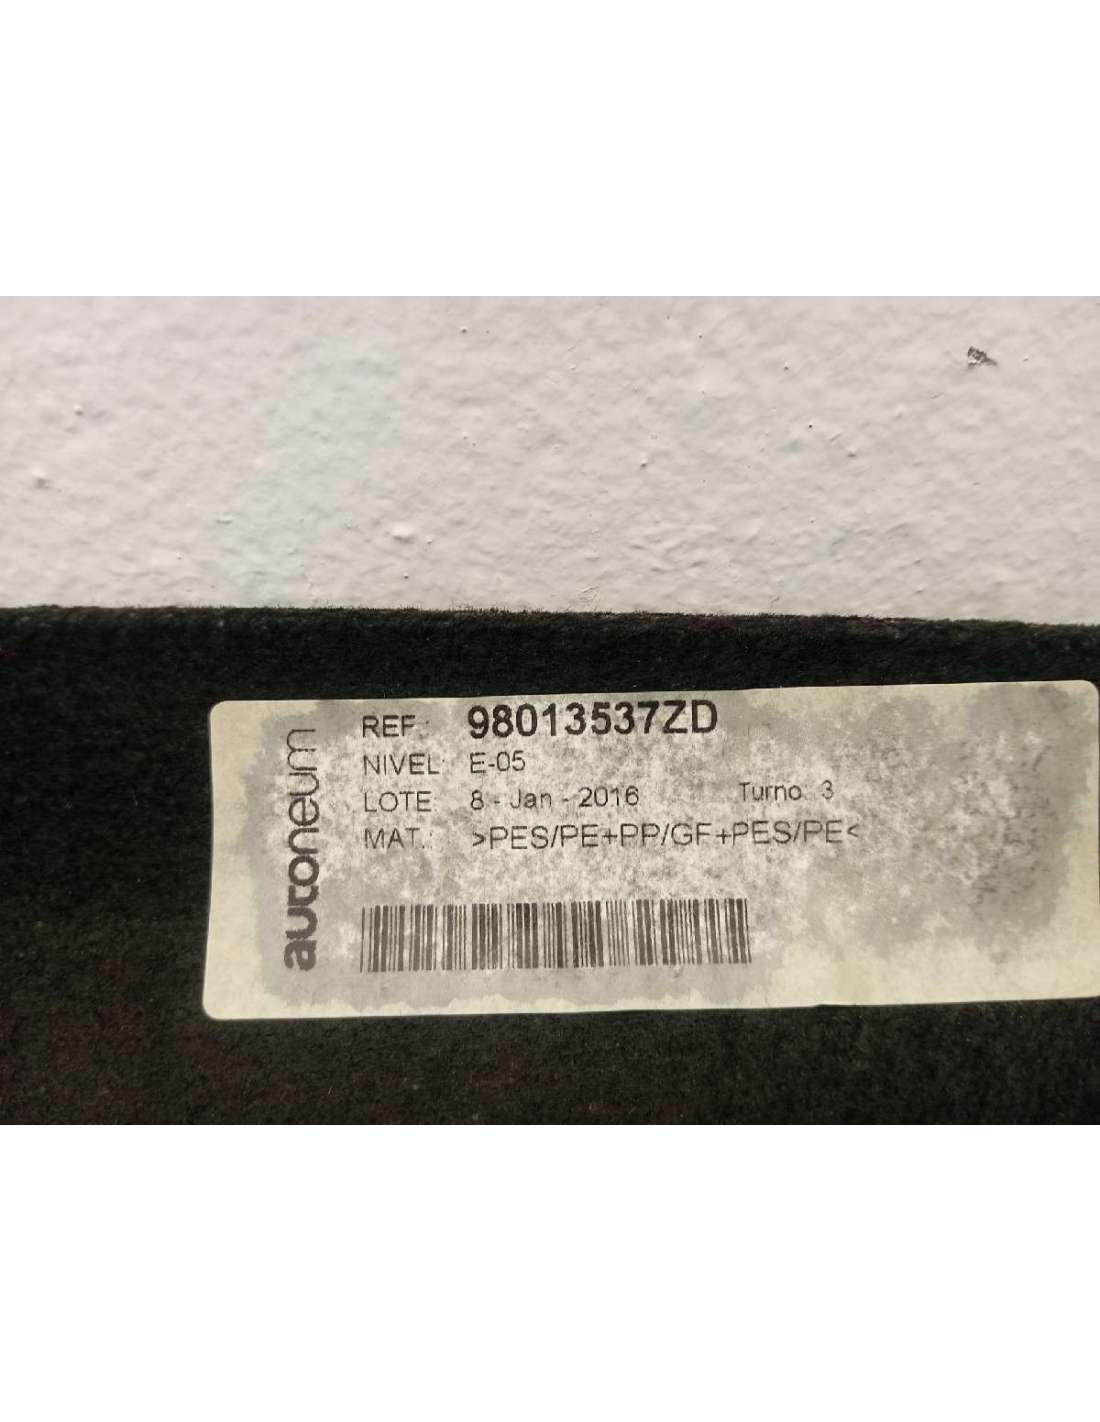 autoneum
REF.: 98013537ZD
NIVEL: E-05
LOTE: 8 - Jan - 2016 Turno: 3
MAT.: >PES/PE+PP/GF+PES/PE<